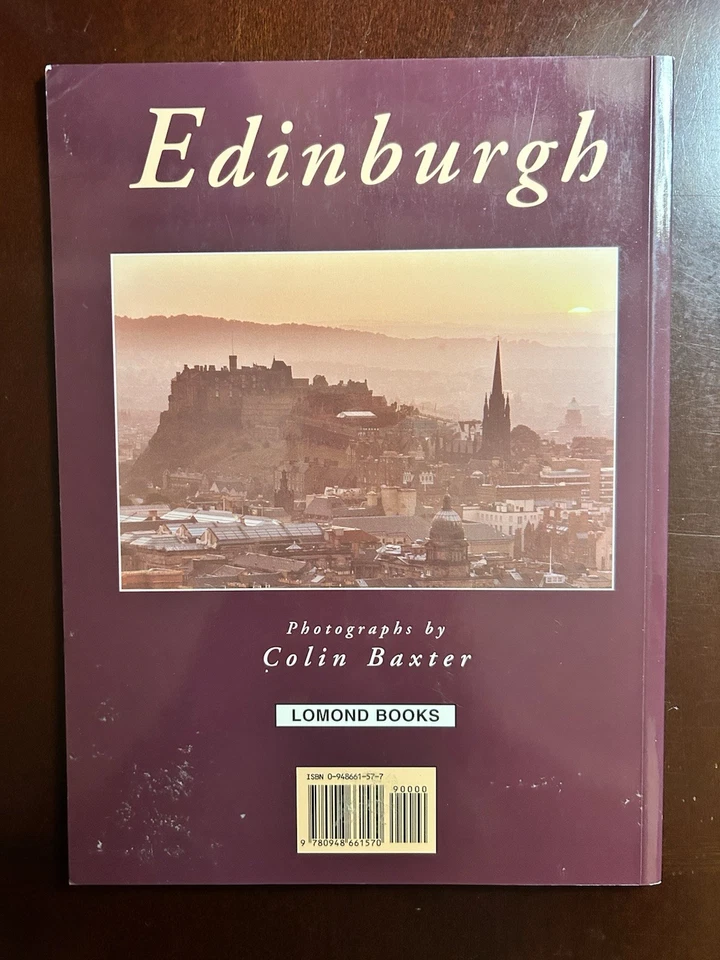 Edinburgh
Photographs by
Colin Baxter
LOMOND BOOKS
ISBN 0-948661-57-7
90000
9 780948 661570